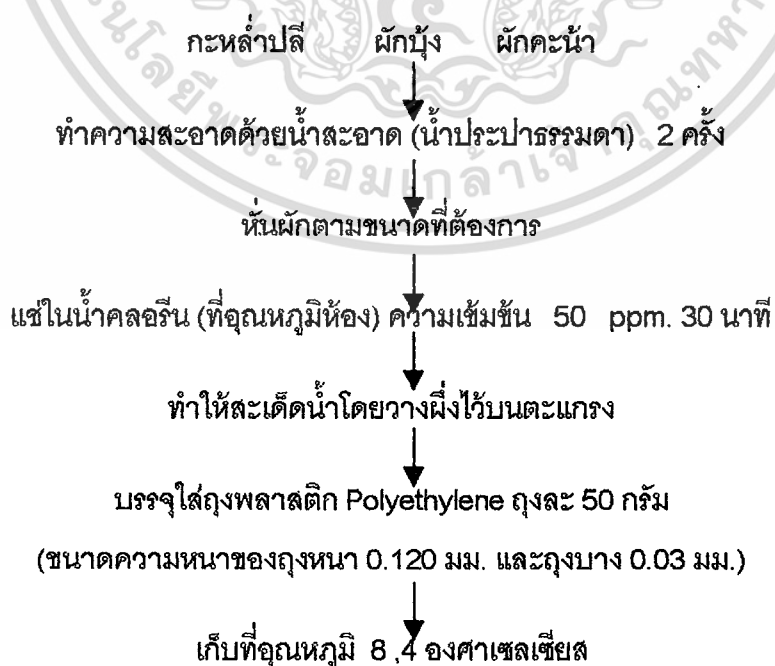 กะหล่ำปลี ผักบุ้ง ผักคะน้า
ทำความสะอาดด้วยน้ำสะอาด (น้ำประปาธรรมดา) 2 ครั้ง
หั่นผักตามขนาดที่ต้องการ
แช่ในน้ำคลอรีน (ที่อุณหภูมิห้อง) ความเข้มข้น 50 ppm. 30 นาที
ทำให้สะเด็ดน้ำโดยวางผึ่งไว้บนตะแกรง
บรรจุใส่ถุงพลาสติก Polyethylene ถุงละ 50 กรัม
(ขนาดความหนาของถุงหนา 0.120 มม. และถุงบาง 0.03 มม.)
เก็บที่อุณหภูมิ 8 ,4 องศาเซลเซียส